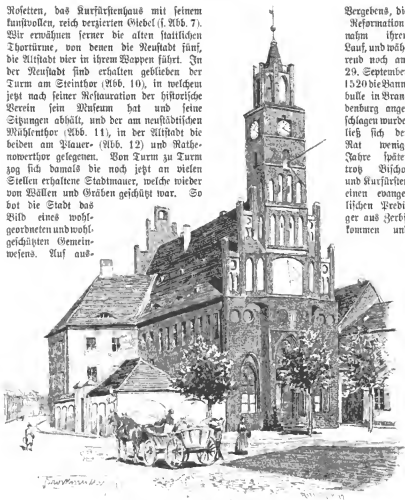 Rosetten, das Kurfürstenhaus mit seinem
kunstvollen, reich verzierten Giebel (s. Abb. 7).
Wir erwähnen ferner die alten stattlichen
Thortürme, von denen die Neustadt fünf,
die Altstadt vier in ihrem Wappen führt. In
der Neustadt sind erhalten geblieben der
Turm am Steinthor (Abb. 10), in welchem
jetzt nach seiner Restauration der historische
Verein sein Museum hat und seine
Sitzungen abhält, und der am neustädtischen
Mühlenthor (Abb. 11), in der Altstadt die
beiden am Plauer- (Abb. 12) und Rathe-
nowerthor gelegenen. Von Turm zu Turm
zog sich damals die noch jetzt an vielen
Stellen erhaltene Stadtmauer, welche wieder
von Wällen und Gräben geschützt war. So
bot die Stadt das
Bild eines wohl-
geordneten und wohl-
geschützten Gemein-
wesens. Auf aus-
Vergebens, di
Reformation
nahm ihren
Lauf, und wäh
rend noch am
29. September
1520 die Bann
bulle in Bran
denburg ange
schlagen wurde
ließ sich der
Rat wenig
Jahre späte
trotz Bischo
und Kurfürsten
einen evange
lischen Predi
ger aus Zerbs
kommen und